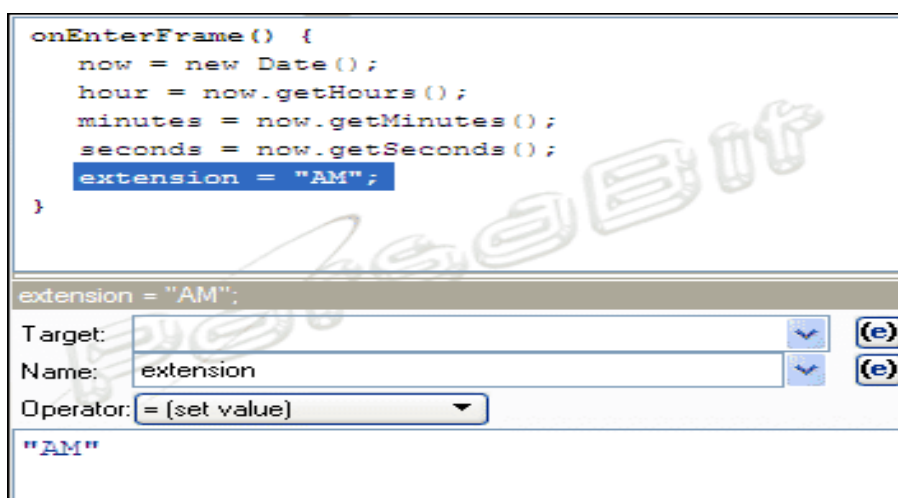 onEnterFrame() {
now = new Date();
hour = now.getHours();
minutes = now.getMinutes();
seconds = now.getSeconds();
extension = "AM";
}
extension = "AM";
Target:
(e)
Name: extension
(e)
Operator: = (set value)
"AM"